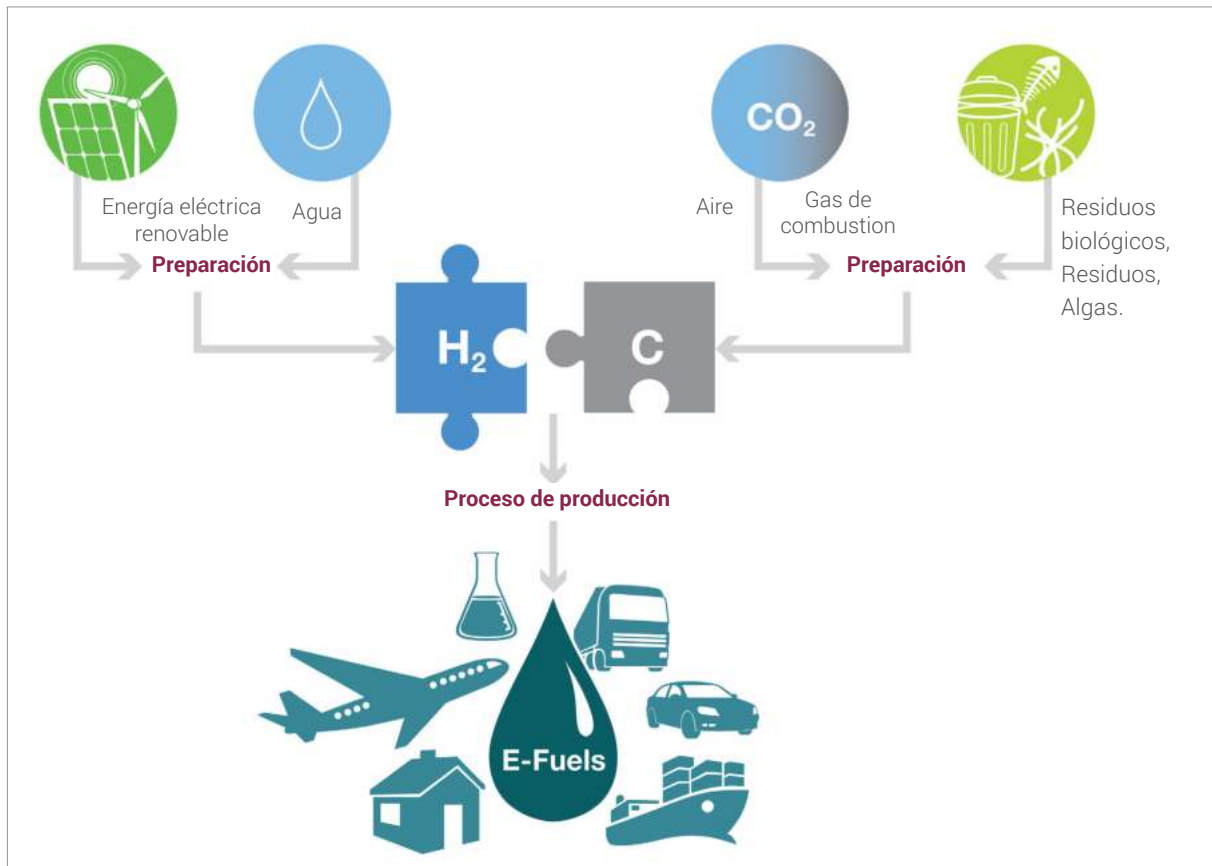 CO₂
Energía eléctrica
renovable
Agua
Aire
Gas de
combustion
Residuos
biológicos,
Residuos,
Algas.
Preparación
Preparación
H₂
C
Proceso de producción
E-Fuels